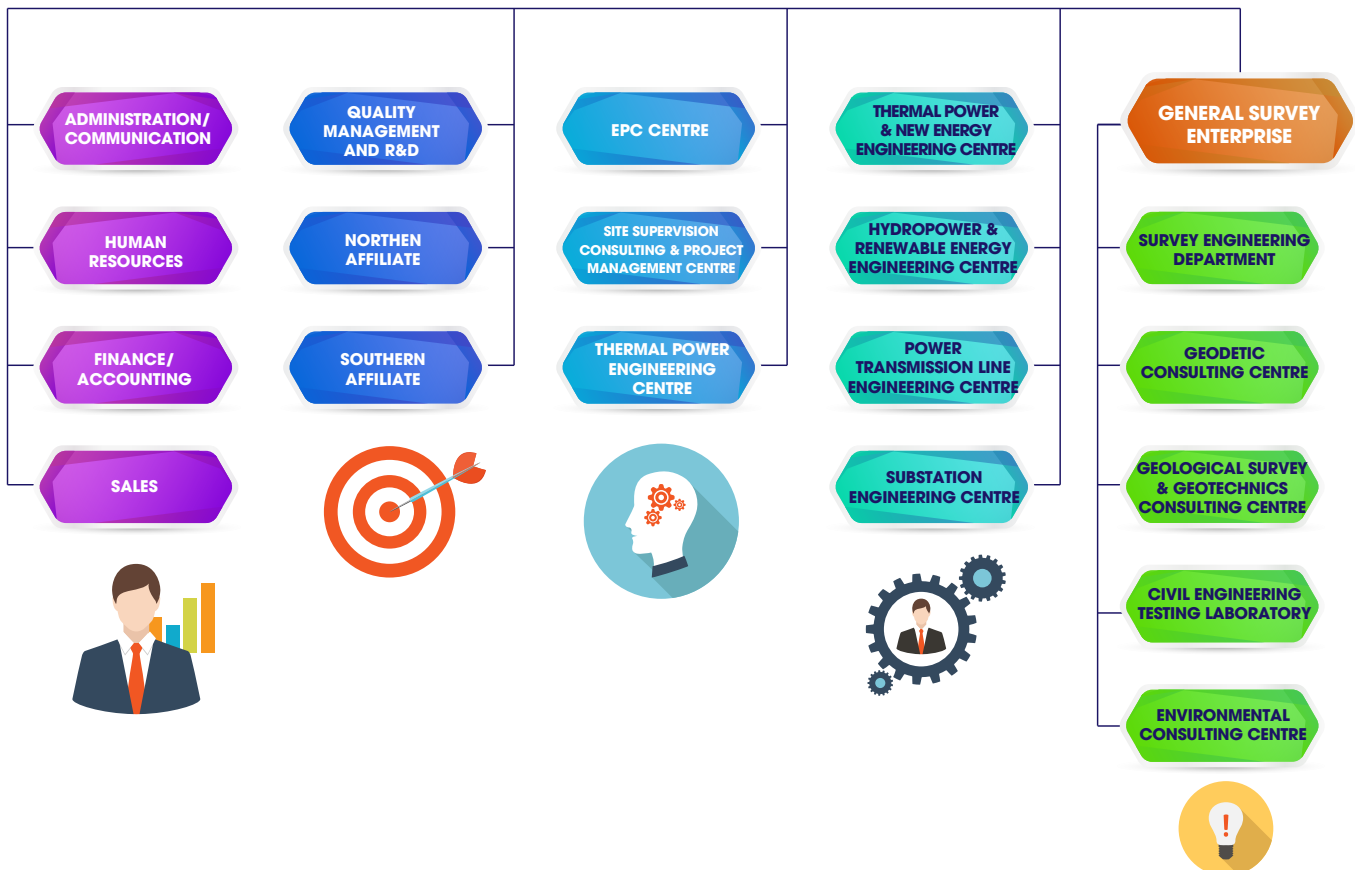 ADMINISTRATION/
COMMUNICATION
HUMAN
RESOURCES
FINANCE/
ACCOUNTING
SALES
QUALITY
MANAGEMENT
AND R&D
NORTHEN
AFFILIATE
SOUTHERN
AFFILIATE
EPC CENTRE
SITE SUPERVISION
CONSULTING & PROJECT
MANAGEMENT CENTRE
THERMAL POWER
ENGINEERING
CENTRE
THERMAL POWER
& NEW ENERGY
ENGINEERING CENTRE
HYDROPOWER &
RENEWABLE ENERGY
ENGINEERING CENTRE
POWER
TRANSMISSION LINE
ENGINEERING CENTRE
SUBSTATION
ENGINEERING CENTRE
GENERAL SURVEY
ENTERPRISE
SURVEY ENGINEERING
DEPARTMENT
GEODETIC
CONSULTING CENTRE
GEOLOGICAL SURVEY
& GEOTECHNICS
CONSULTING CENTRE
CIVIL ENGINEERING
TESTING LABORATORY
ENVIRONMENTAL
CONSULTING CENTRE